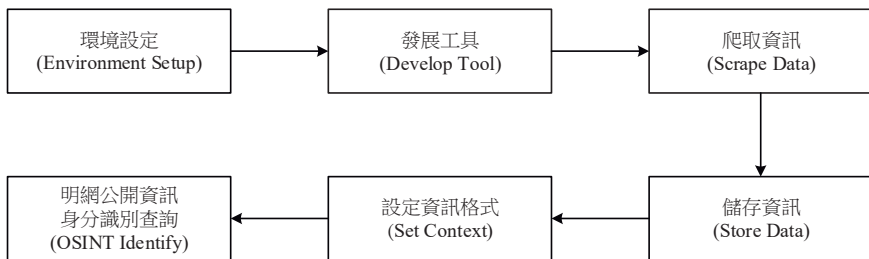 環境設定
(Environment Setup)
發展工具
(Develop Tool)
爬取資訊
(Scrape Data)
儲存資訊
(Store Data)
設定資訊格式
(Set Context)
明網公開資訊
身分識別查詢
(OSINT Identify)